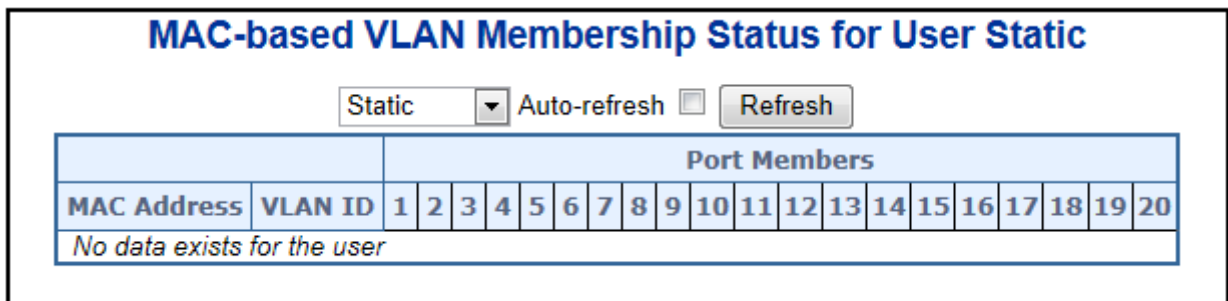 MAC-based VLAN Membership Status for User Static
Static Auto-refresh Refresh
Port Members
MAC Address VLAN ID 1 2 3 4 5 6 7 8 9 10 11 12 13 14 15 16 17 18 19 20
No data exists for the user